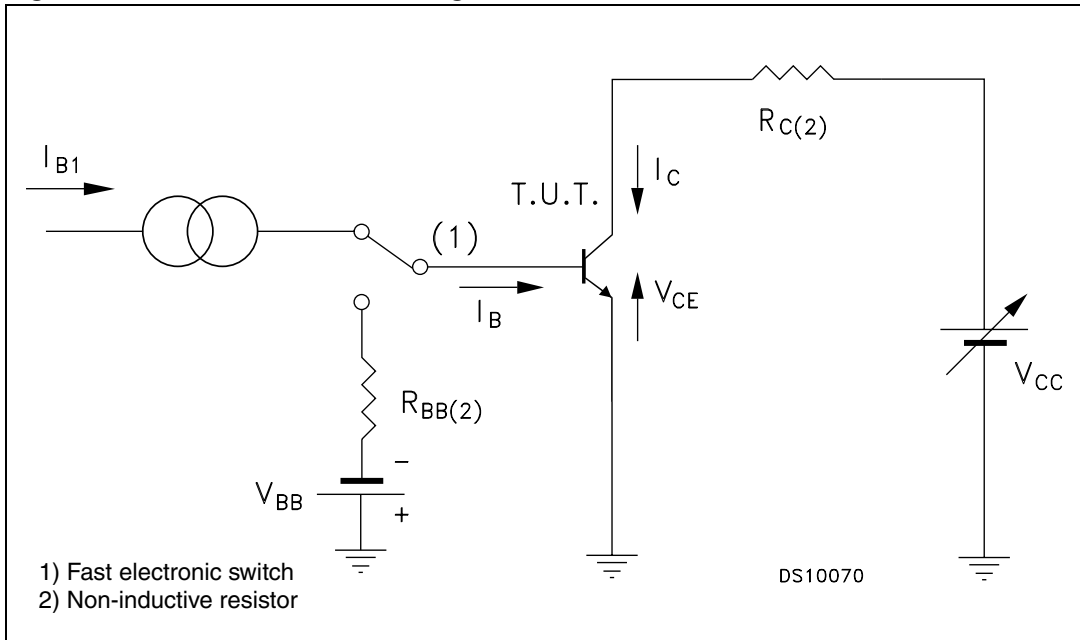 R_C(2)
I_B1
I_C
T.U.T.
(1)
V_CE
I_B
V_CC
R_BB(2)
−
V_BB
+
1) Fast electronic switch
2) Non-inductive resistor
DS10070